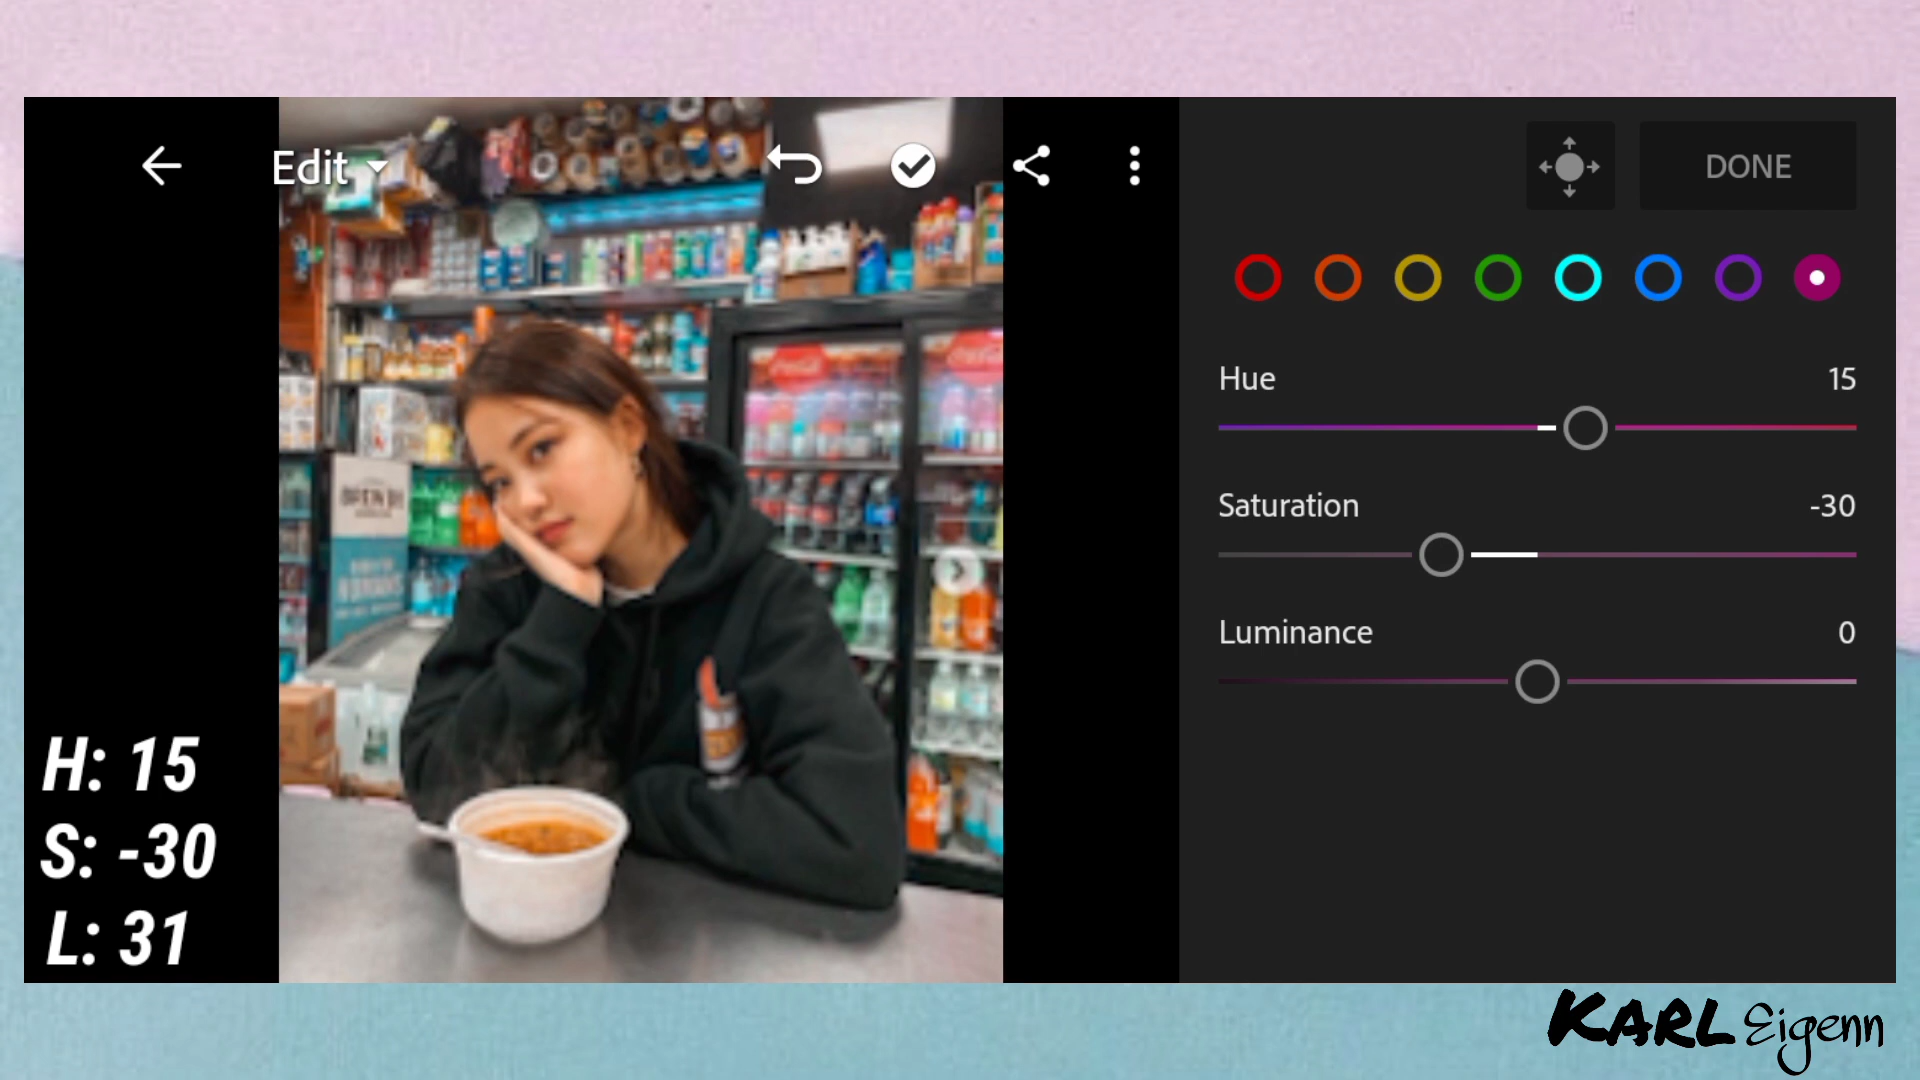 Edit
DONE
Hue 15
Saturation -30
Luminance 0
H: 15
S: -30
L: 31
KARL Eigenn